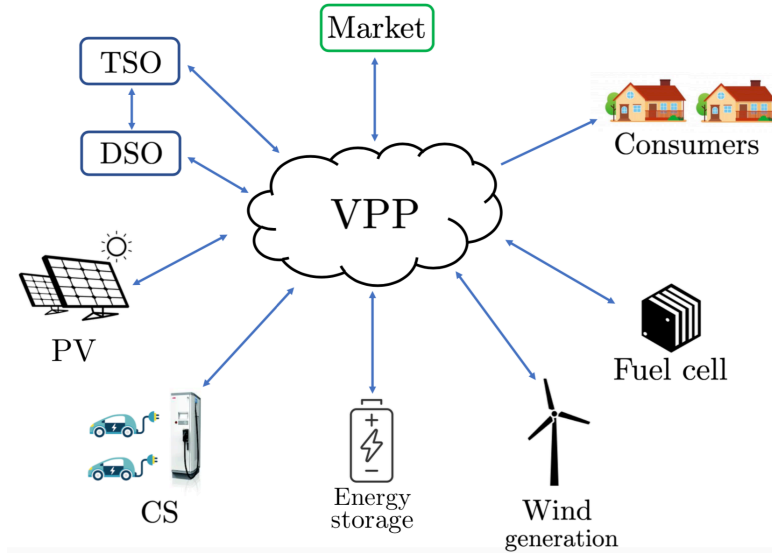 Market
TSO
DSO
Consumers
VPP
PV
Fuel cell
CS
Energy
storage
Wind
generation